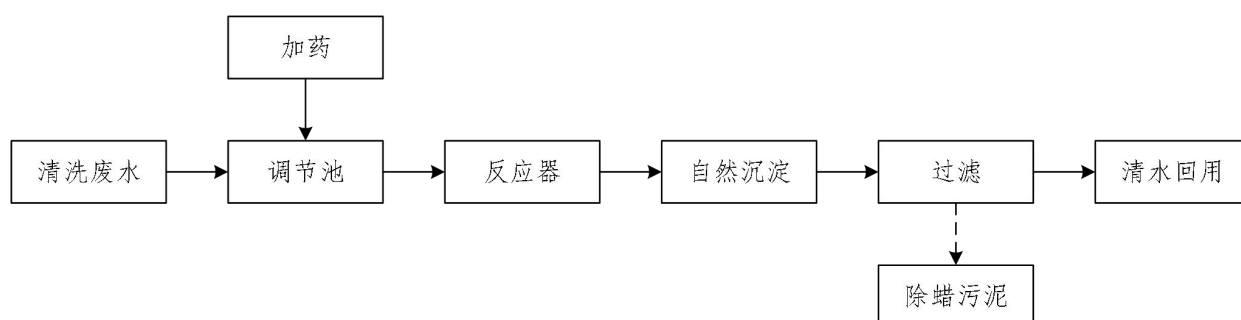 加药
清洗废水
调节池
反应器
自然沉淀
过滤
清水回用
除蜡污泥